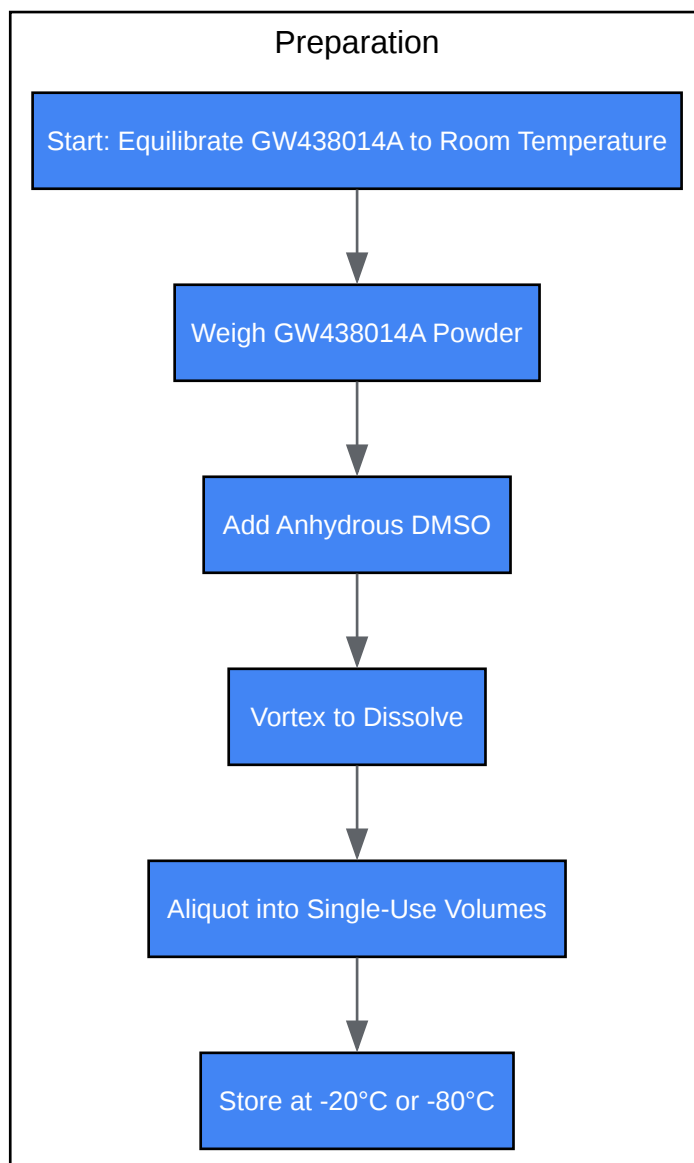 Preparation
Start: Equilibrate GW438014A to Room Temperature
Weigh GW438014A Powder
Add Anhydrous DMSO
Vortex to Dissolve
Aliquot into Single-Use Volumes
Store at -20°C or -80°C